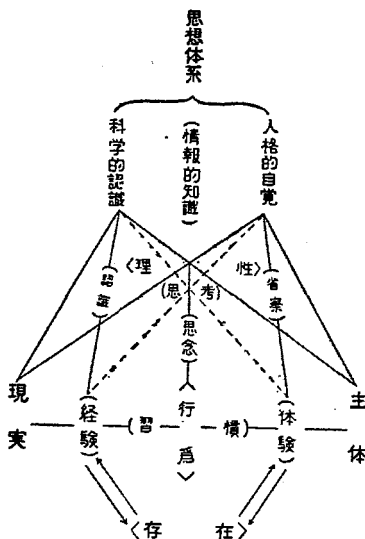 思想体系
科学的認識
(情報的知識)
人格的自覚
〈理性〉
(認識)
(思考)
(省察)
(思念)
現実
(経験)
(習慣)
〈行為〉
(体験)
主体
〈存在〉